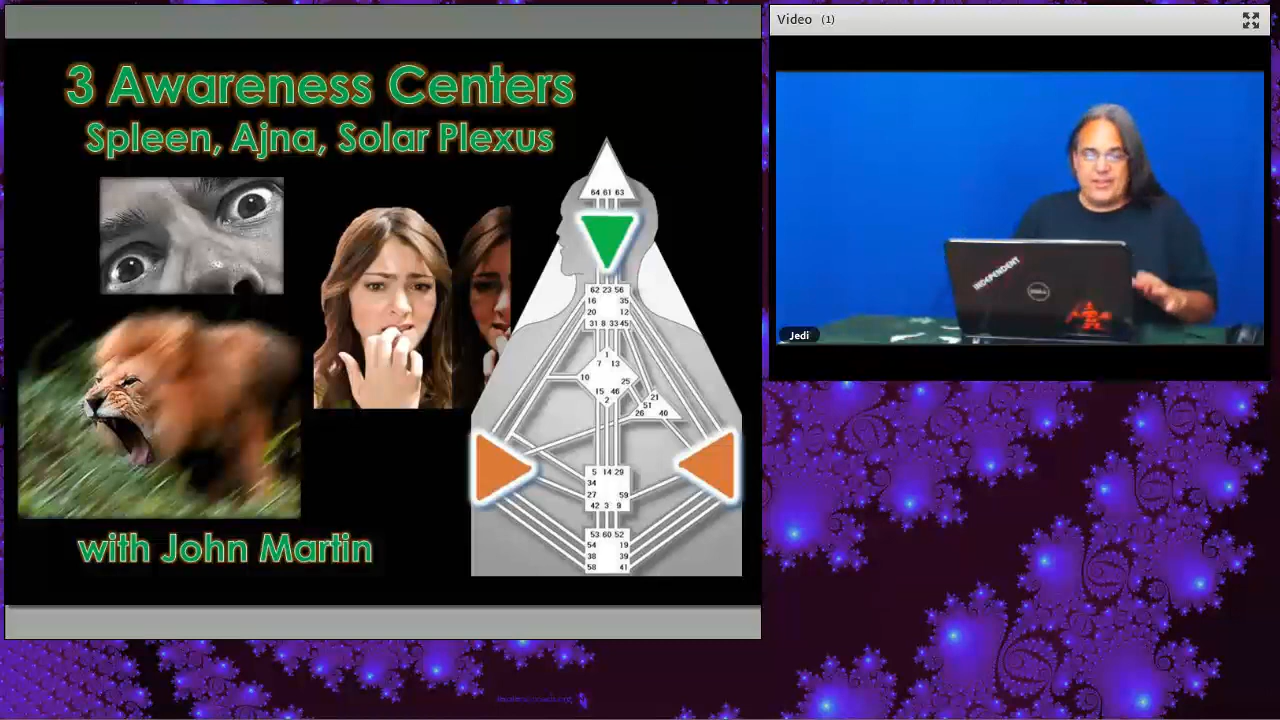 3 Awareness Centers
Spleen, Ajna, Solar Plexus
64 61 63
62 23 56
16 35
20 12
31 8 33 45
1
7 13
10
25
15 46
2
21
51
26 40
5 14 29
34
27 59
42 3 9
53 60 52
54 19
38 39
58 41
with John Martin
Video (1)
INDEPENDENT
DELL
Jedi